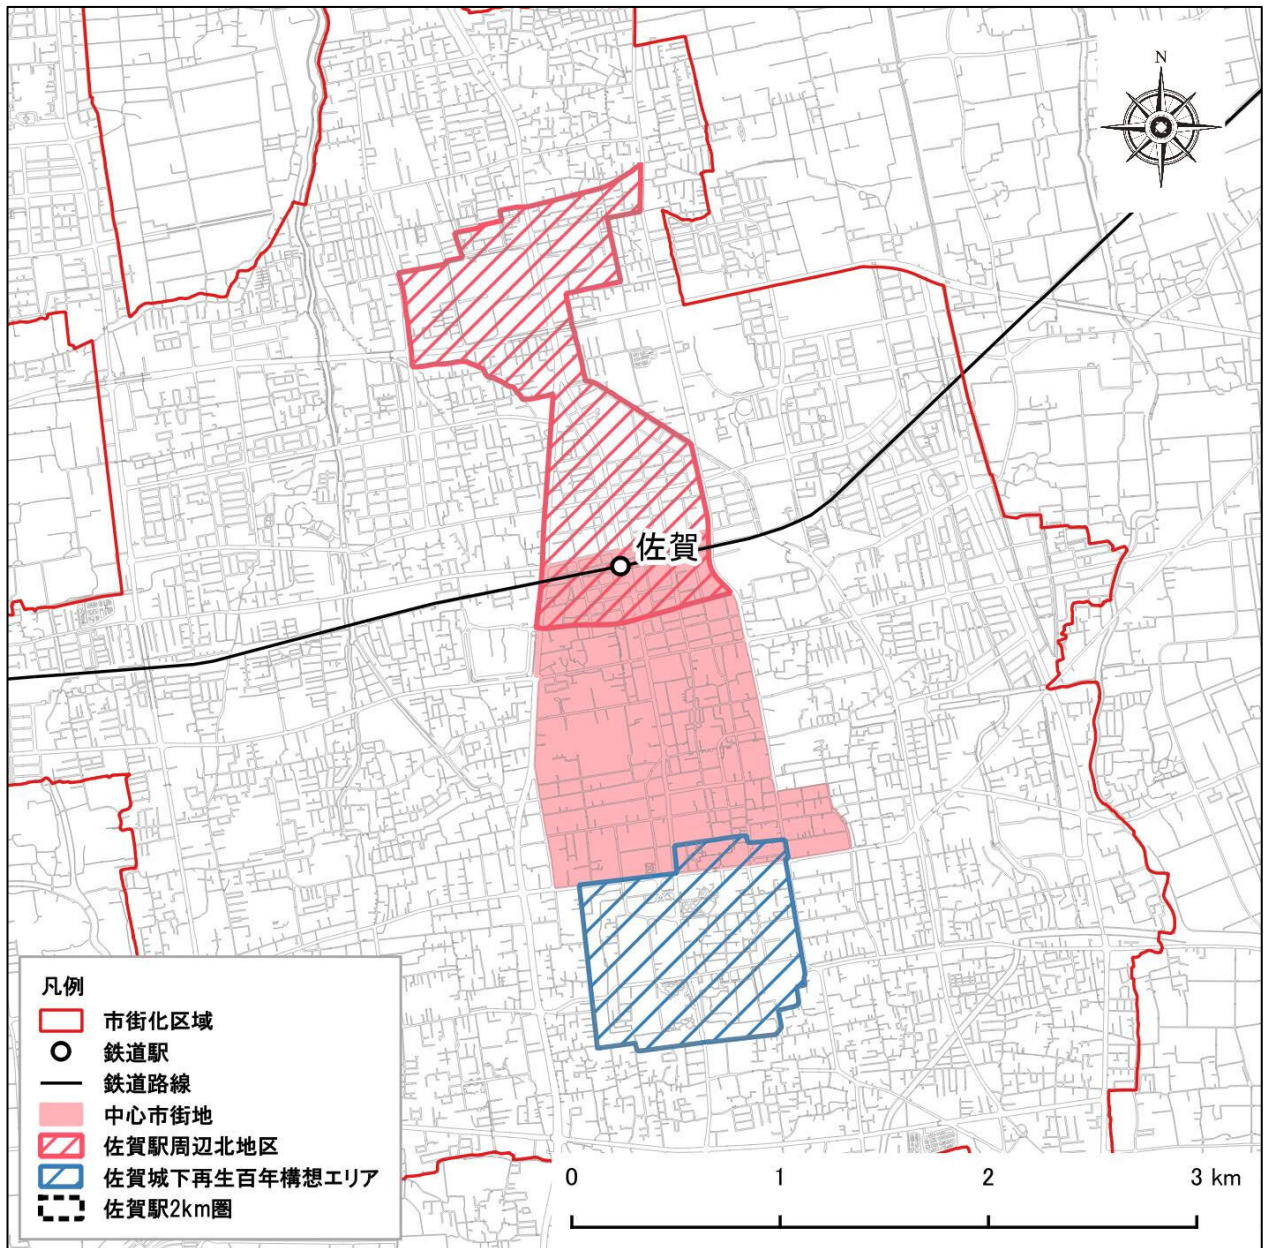 N
佐賀
凡例
市街化区域
鉄道駅
鉄道路線
中心市街地
佐賀駅周辺北地区
佐賀城下再生百年構想エリア
佐賀駅2km圏
0 1 2 3 km